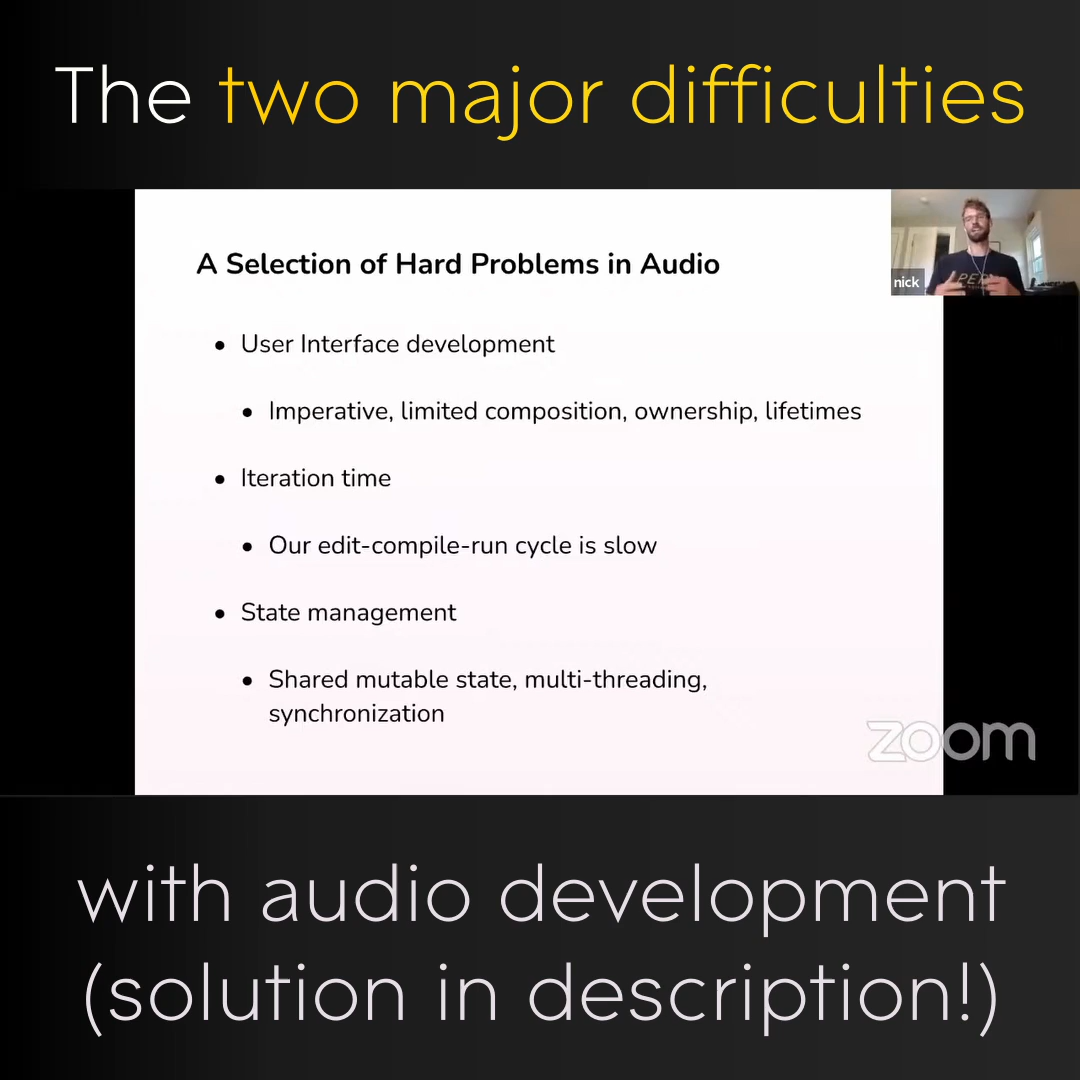 The two major difficulties
A Selection of Hard Problems in Audio
nick
• User Interface development
• Imperative, limited composition, ownership, lifetimes
• Iteration time
• Our edit-compile-run cycle is slow
• State management
• Shared mutable state, multi-threading,
synchronization
zoom
with audio development
(solution in description!)